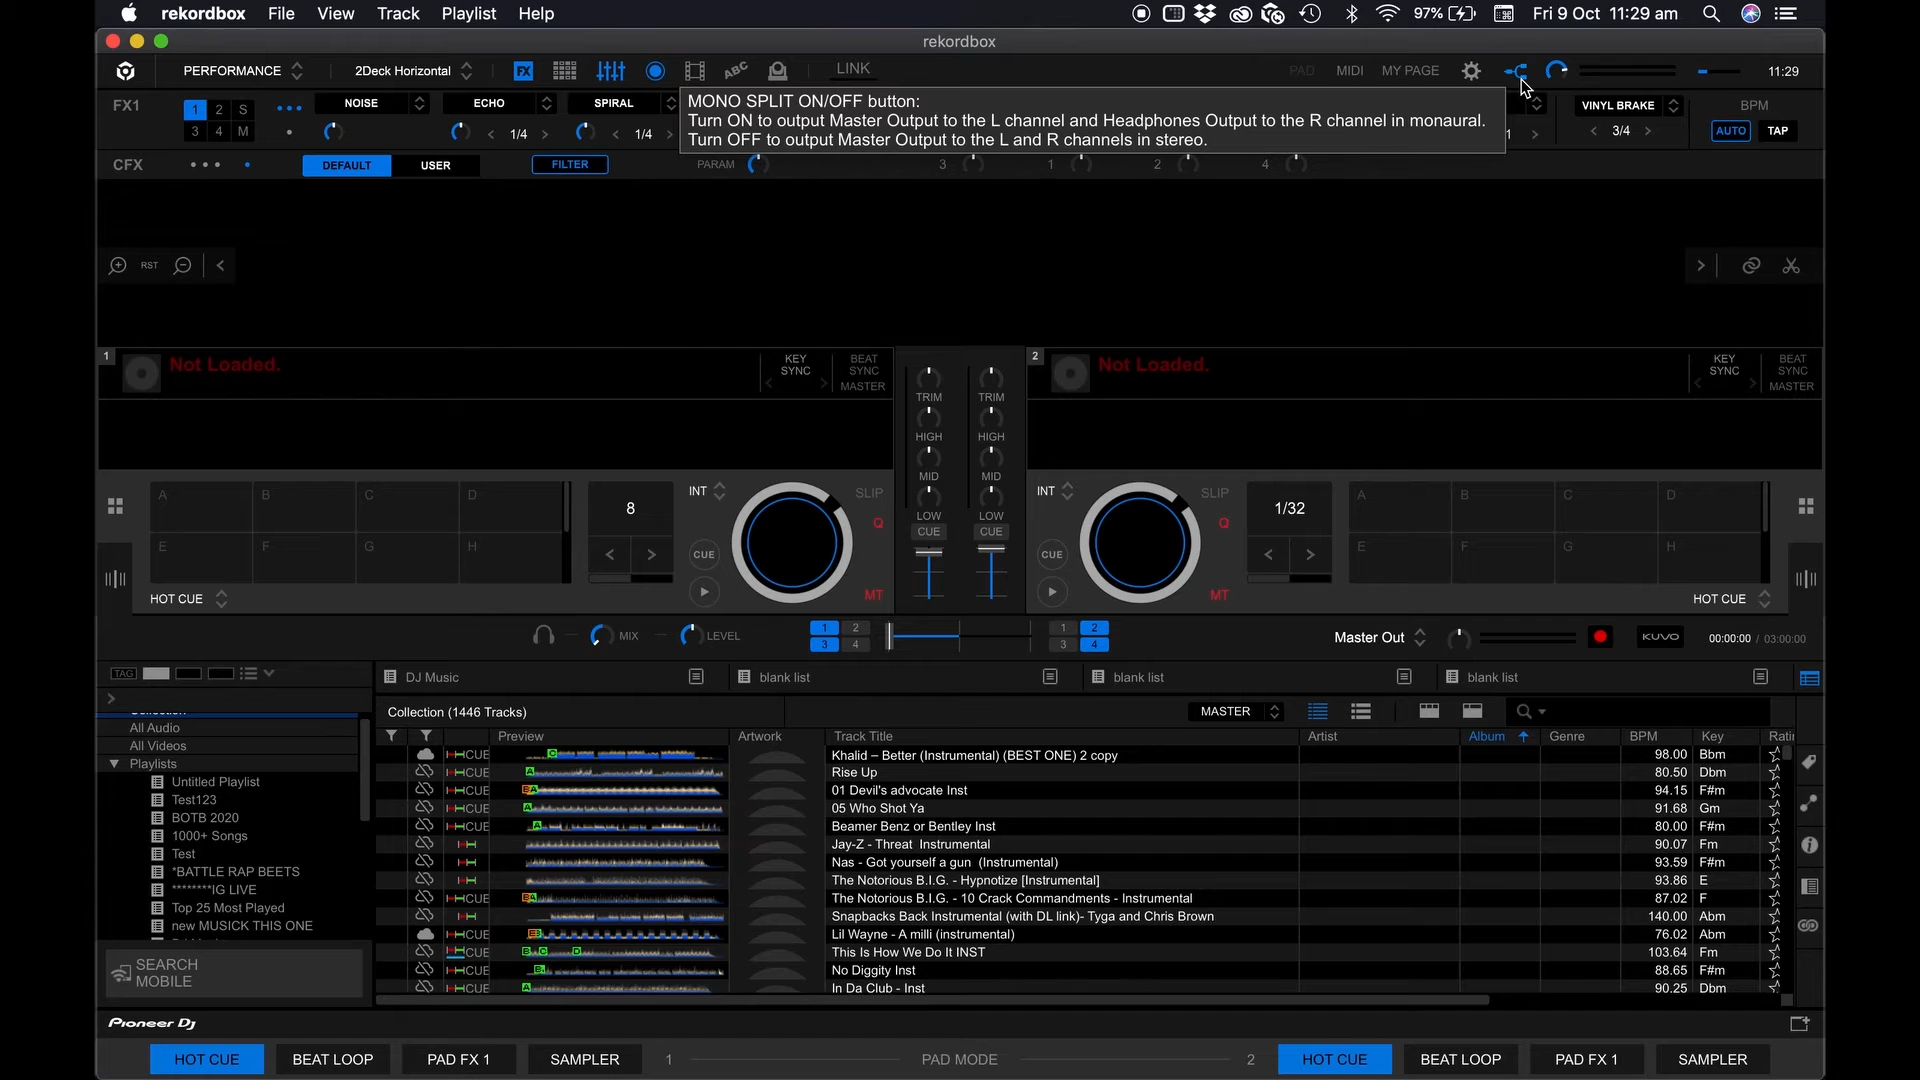 rekordbox File View Track Playlist Help 97% Fri 9 Oct 11:29 am
rekordbox
PERFORMANCE 2Deck Horizontal FX ABC LINK PAD MIDI MY PAGE 11:29
FX1 1 2 S NOISE ECHO SPIRAL VINYL BRAKE BPM
3 4 M 1/4 1/4 1 3/4 AUTO TAP
MONO SPLIT ON/OFF button:
Turn ON to output Master Output to the L channel and Headphones Output to the R channel in monaural.
Turn OFF to output Master Output to the L and R channels in stereo.
CFX DEFAULT USER FILTER PARAM 3 1 2 4
RST
1 Not Loaded. KEY SYNC BEAT SYNC MASTER
2 Not Loaded. KEY SYNC BEAT SYNC MASTER
TRIM TRIM
HIGH HIGH
MID MID
LOW LOW
CUE CUE
A B C D 8 INT SLIP
E F G H CUE Q
HOT CUE MT
INT SLIP 1/32 A B C D
CUE Q E F G H
MT HOT CUE
MIX LEVEL 1 2 3 4 1 2 3 4 Master Out KUVO 00:00:00 / 03:00:00
TAG DJ Music blank list blank list blank list
Collection (1446 Tracks) MASTER
Collection
All Audio
All Videos
Playlists
Untitled Playlist
Test123
BOTB 2020
1000+ Songs
Test
*BATTLE RAP BEETS
********IG LIVE
Top 25 Most Played
new MUSICK THIS ONE
SEARCH
MOBILE
Preview Artwork Track Title Artist Album Genre BPM Key Ratin
CUE C Khalid – Better (Instrumental) (BEST ONE) 2 copy 98.00 Bbm
CUE A Rise Up 80.50 Dbm
CUE A 01 Devil's advocate Inst 94.15 F#m
CUE A 05 Who Shot Ya 91.68 Gm
CUE A Beamer Benz or Bentley Inst 80.00 F#m
Jay-Z - Threat Instrumental 90.07 Fm
Nas - Got yourself a gun (Instrumental) 93.59 F#m
The Notorious B.I.G. - Hypnotize [Instrumental] 93.86 E
CUE A The Notorious B.I.G. - 10 Crack Commandments - Instrumental 87.02 F
Snapbacks Back Instrumental (with DL link)- Tyga and Chris Brown 140.00 Abm
CUE Lil Wayne - A milli (instrumental) 76.02 Abm
CUE B C D This Is How We Do It INST 103.64 Fm
CUE B No Diggity Inst 88.65 F#m
CUE A In Da Club - Inst 90.25 Dbm
Pioneer Dj
HOT CUE BEAT LOOP PAD FX 1 SAMPLER 1 PAD MODE 2 HOT CUE BEAT LOOP PAD FX 1 SAMPLER